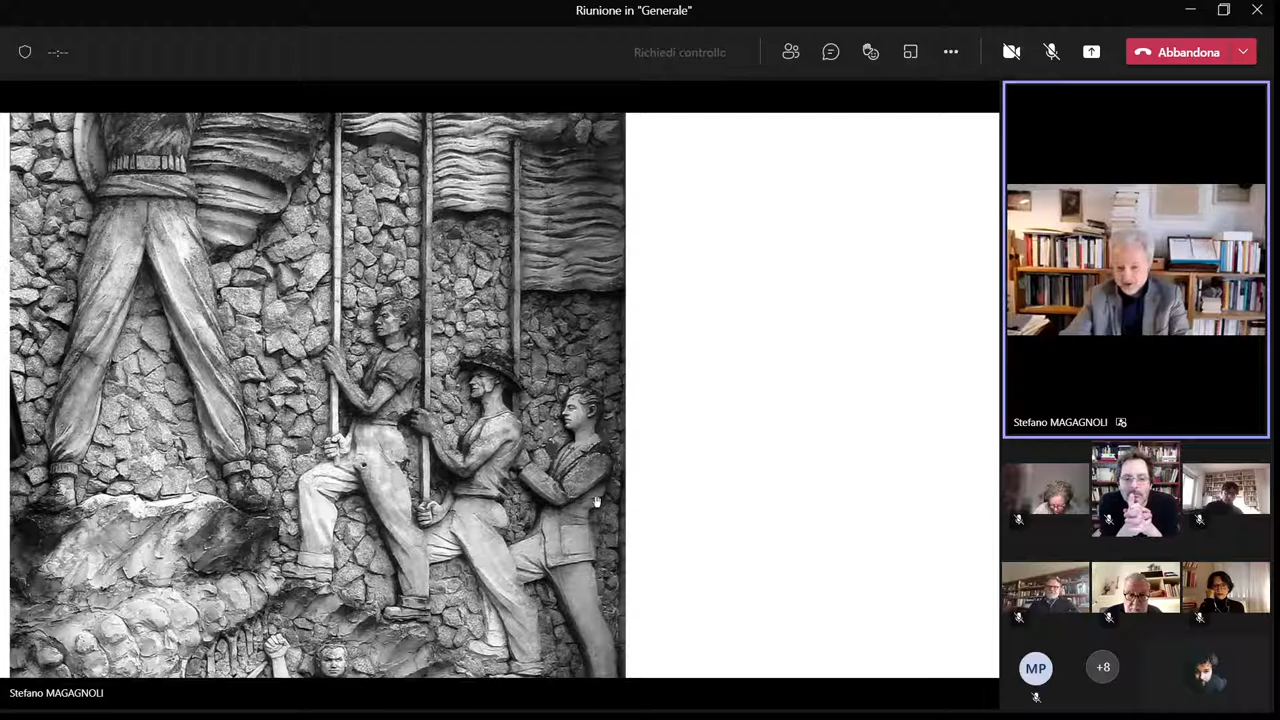 Riunione in "Generale"
--:--
Richiedi controllo
Abbandona
Stefano MAGAGNOLI
MP
+8
Stefano MAGAGNOLI